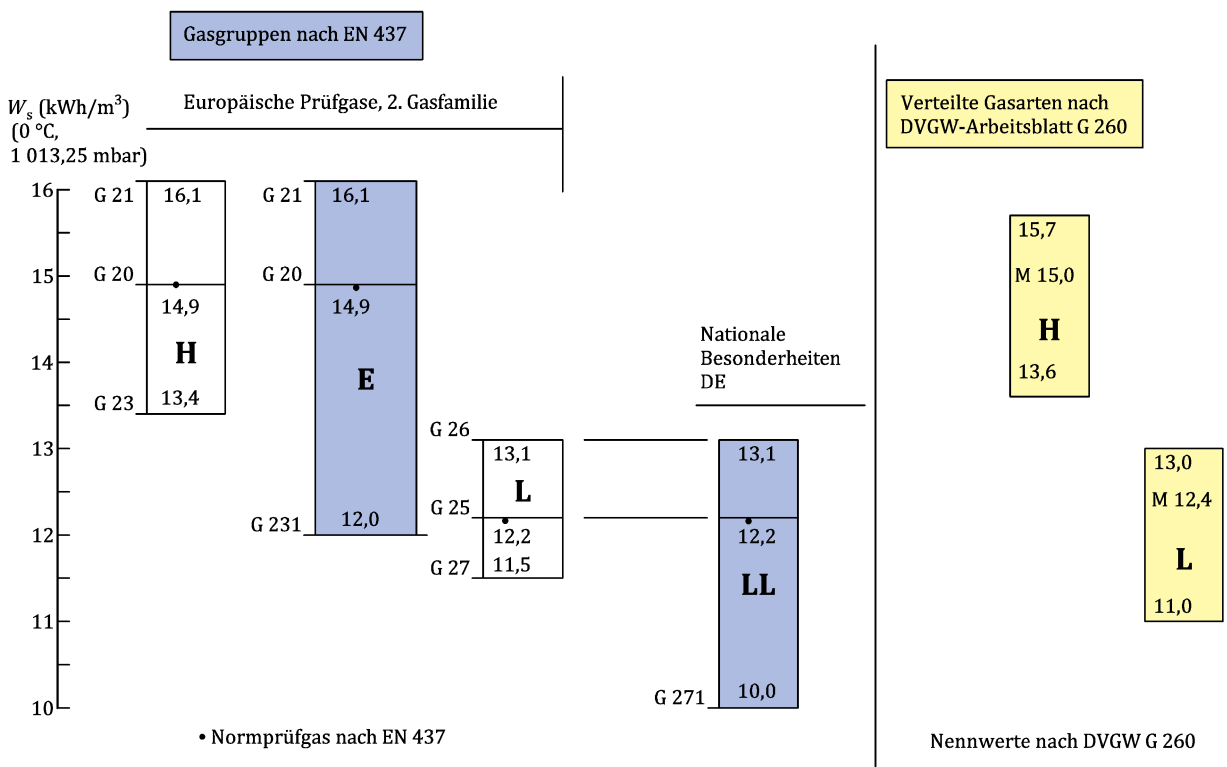 Gasgruppen nach EN 437
Europäische Prüfgase, 2. Gasfamilie
Ws (kWh/m³)
(0 °C,
1 013,25 mbar)
16
15
14
13
12
11
10
G 21
16,1
G 20
14,9
H
13,4
G 23
G 21
16,1
G 20
14,9
E
12,0
G 231
G 26
13,1
L
G 25
12,2
11,5
G 27
Nationale
Besonderheiten
DE
13,1
12,2
LL
10,0
G 271
• Normprüfgas nach EN 437
Verteilte Gasarten nach
DVGW-Arbeitsblatt G 260
15,7
M 15,0
H
13,6
13,0
M 12,4
L
11,0
Nennwerte nach DVGW G 260